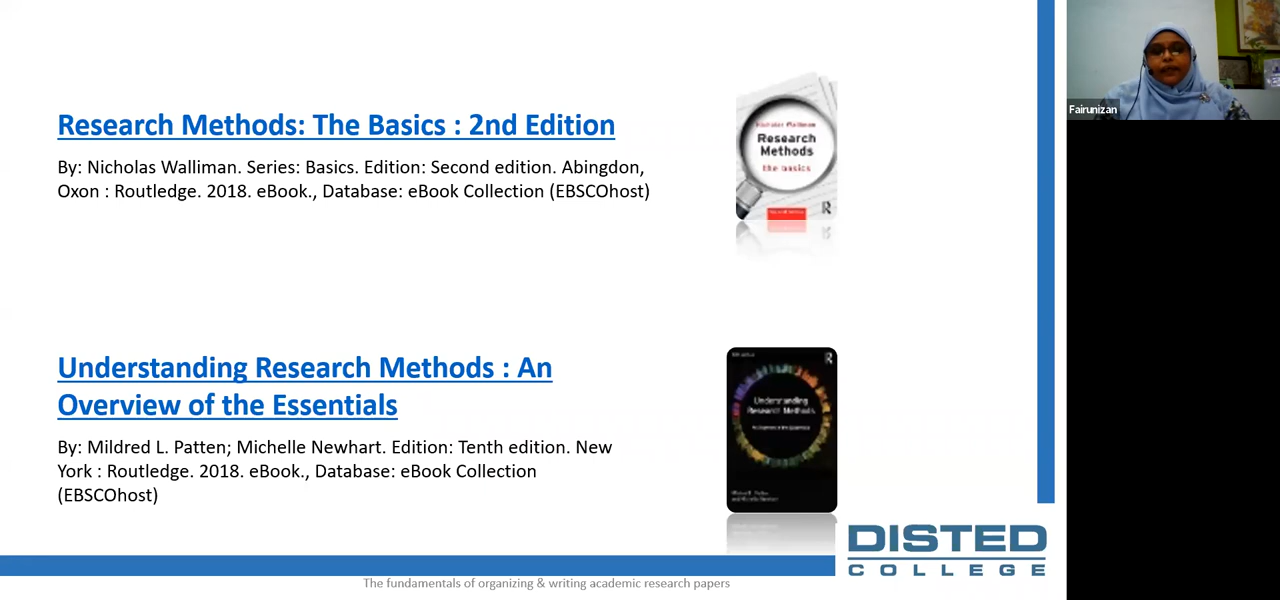 Research Methods: The Basics : 2nd Edition
By: Nicholas Walliman. Series: Basics. Edition: Second edition. Abingdon,
Oxon : Routledge. 2018. eBook., Database: eBook Collection (EBSCOhost)
Research
Methods
the basics
R
Fairunizan
Understanding Research Methods : An
Overview of the Essentials
By: Mildred L. Patten; Michelle Newhart. Edition: Tenth edition. New
York : Routledge. 2018. eBook., Database: eBook Collection
(EBSCOhost)
R
Understanding
Research Methods
DISTED
COLLEGE
The fundamentals of organizing & writing academic research papers